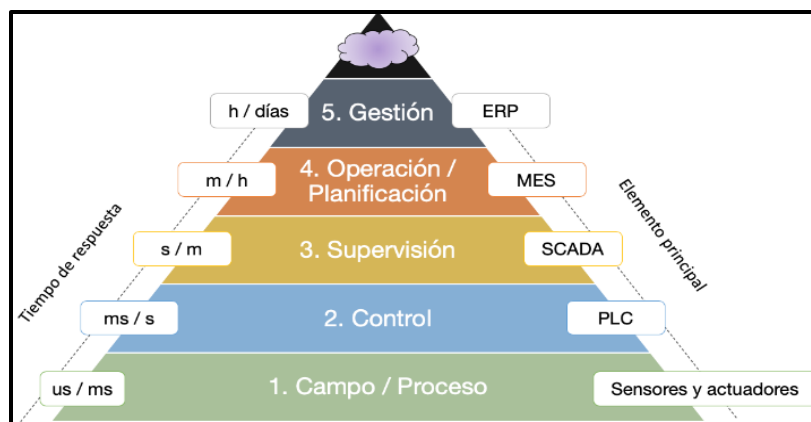 h / días
5. Gestión
ERP
m / h
4. Operación /
Planificación
MES
s / m
3. Supervisión
SCADA
ms / s
2. Control
PLC
us / ms
1. Campo / Proceso
Sensores y actuadores
Tiempo de respuesta
Elemento principal